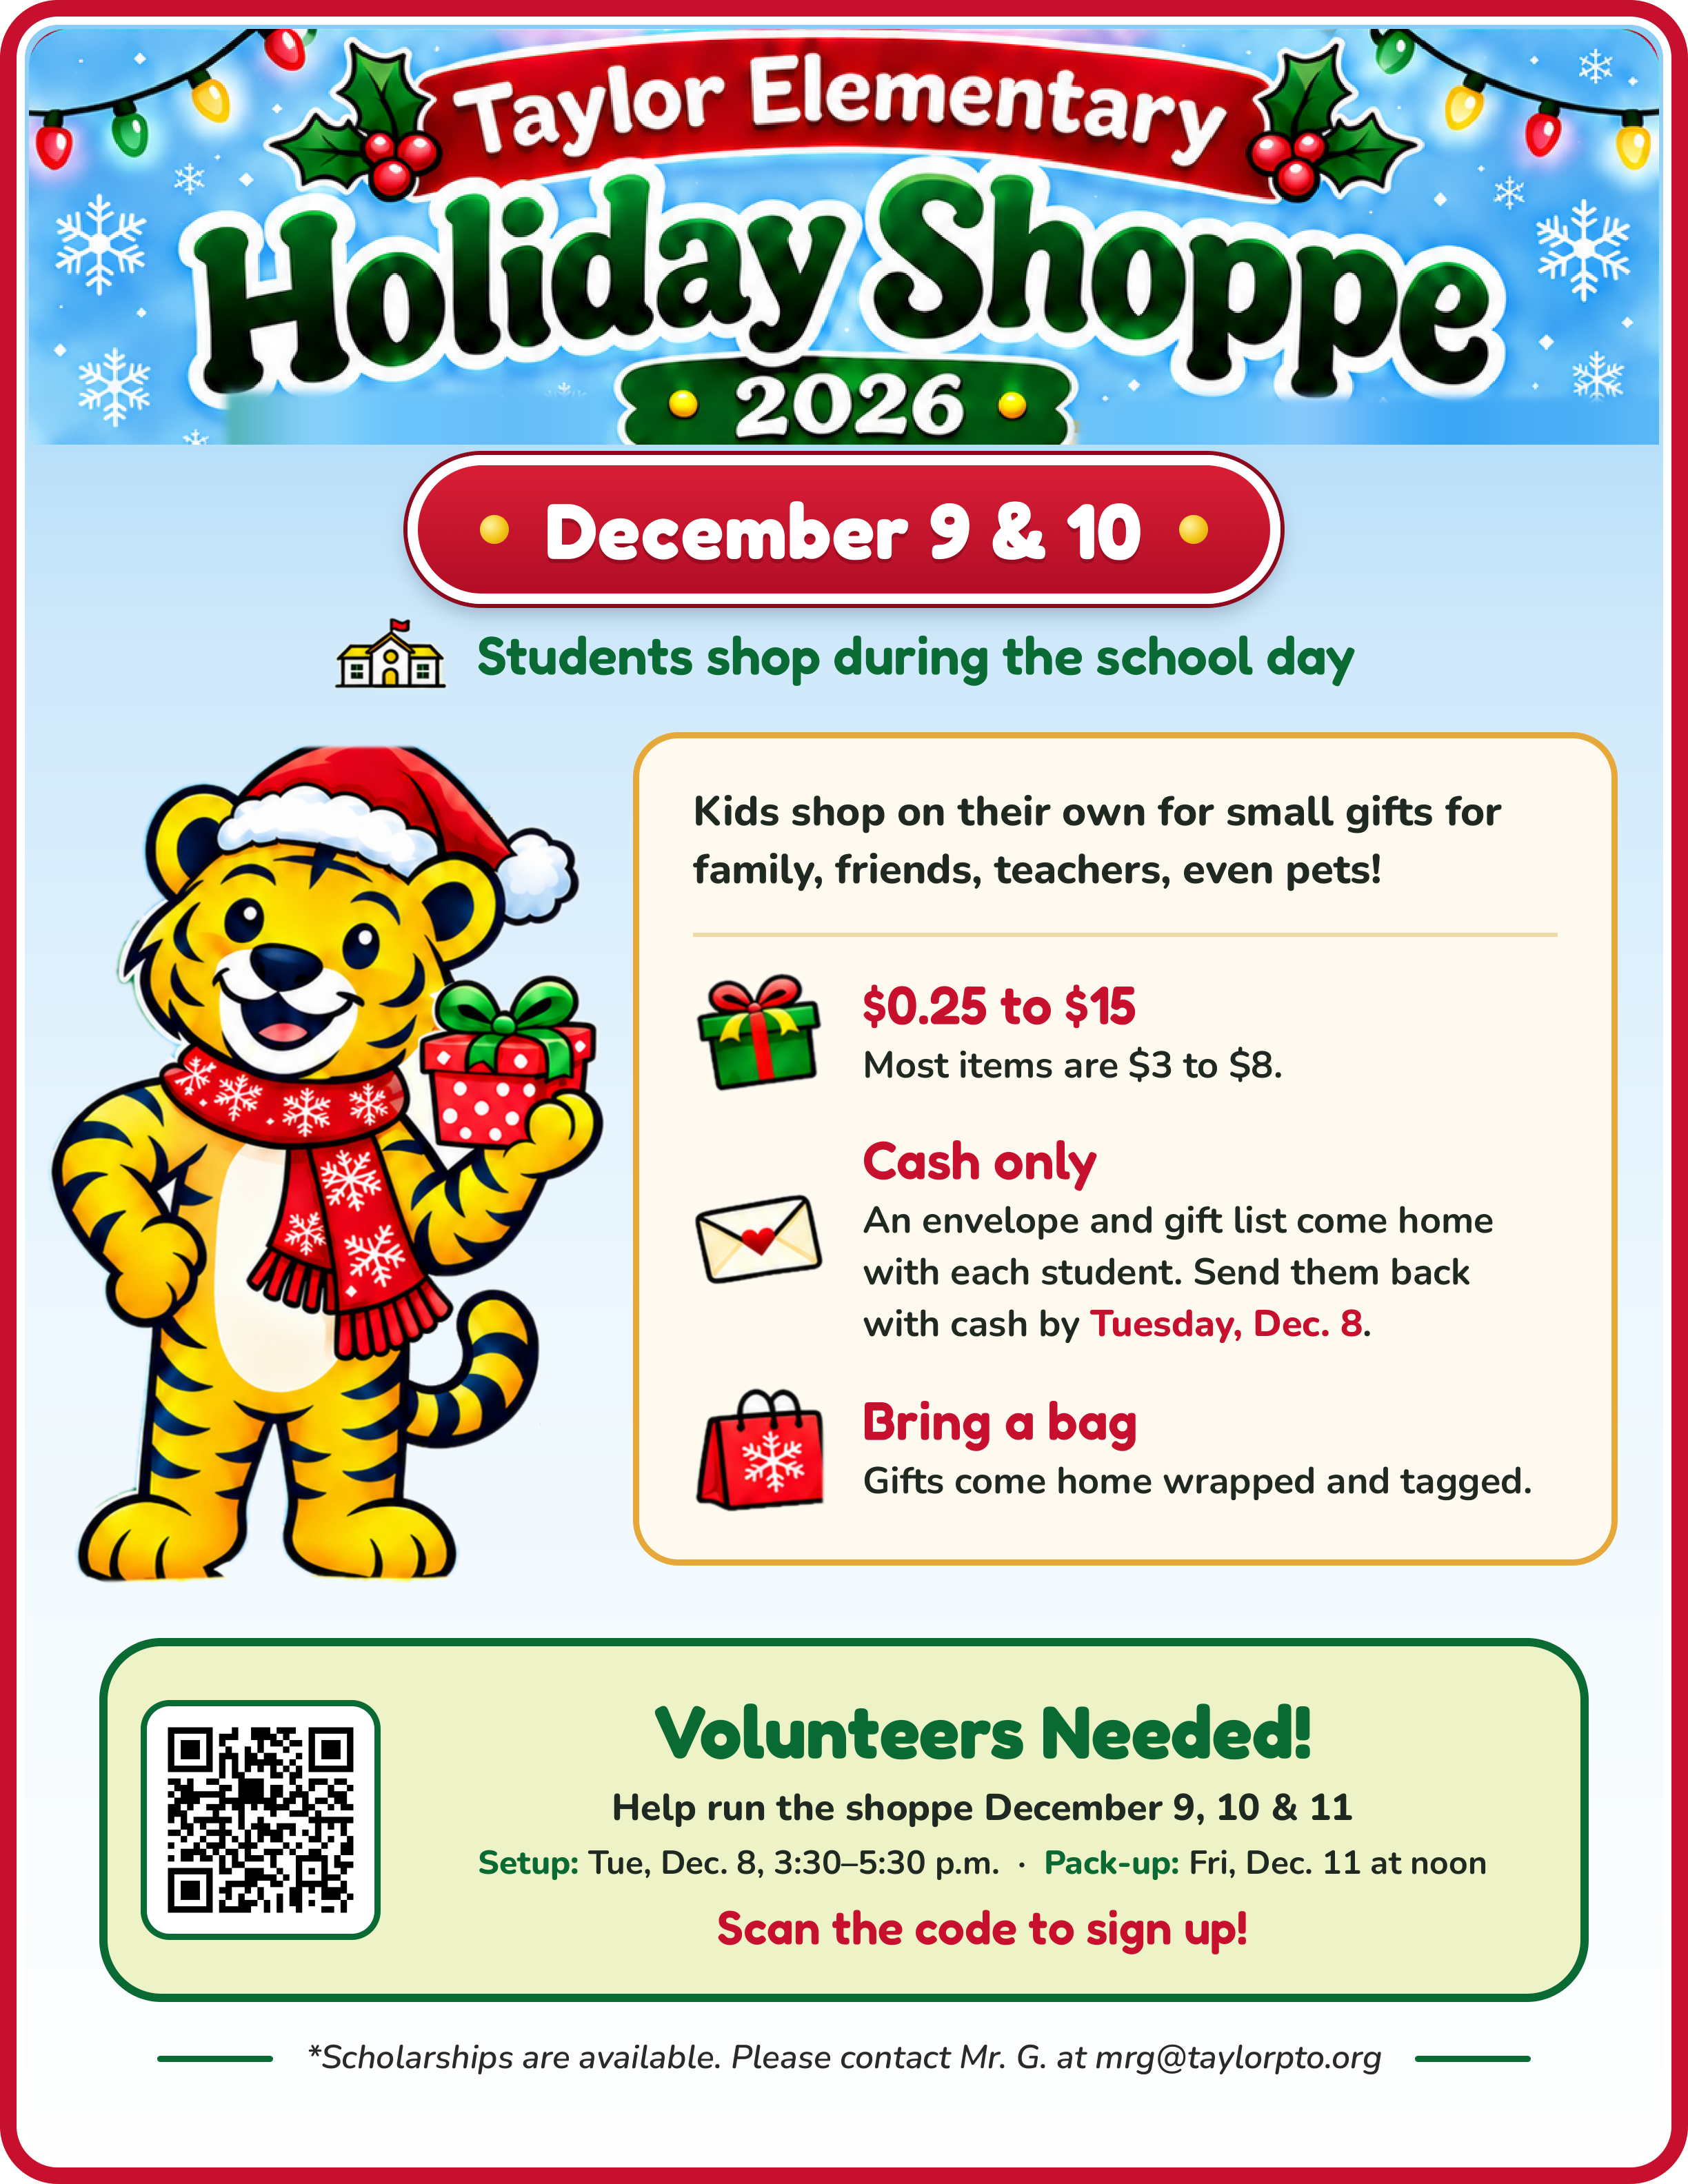 Taylor Elementary
Holiday Shoppe
2026
December 9 & 10
Students shop during the school day
Kids shop on their own for small gifts for
family, friends, teachers, even pets!
$0.25 to $15
Most items are $3 to $8.
Cash only
An envelope and gift list come home
with each student. Send them back
with cash by Tuesday, Dec. 8.
Bring a bag
Gifts come home wrapped and tagged.
Volunteers Needed!
Help run the shoppe December 9, 10 & 11
Setup: Tue, Dec. 8, 3:30–5:30 p.m. · Pack-up: Fri, Dec. 11 at noon
Scan the code to sign up!
*Scholarships are available. Please contact Mr. G. at mrg@taylorpto.org